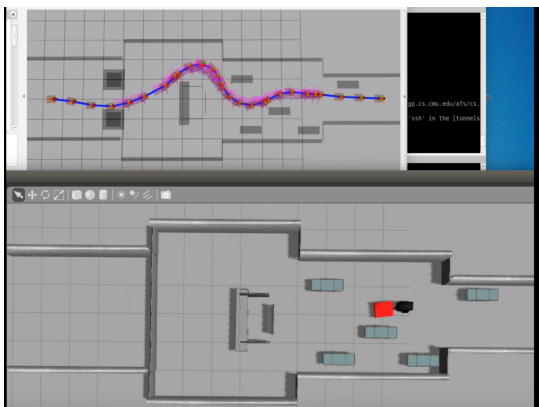 gp.cs.cmu.edu/afs/cs.
'ssh' in the [tunnels